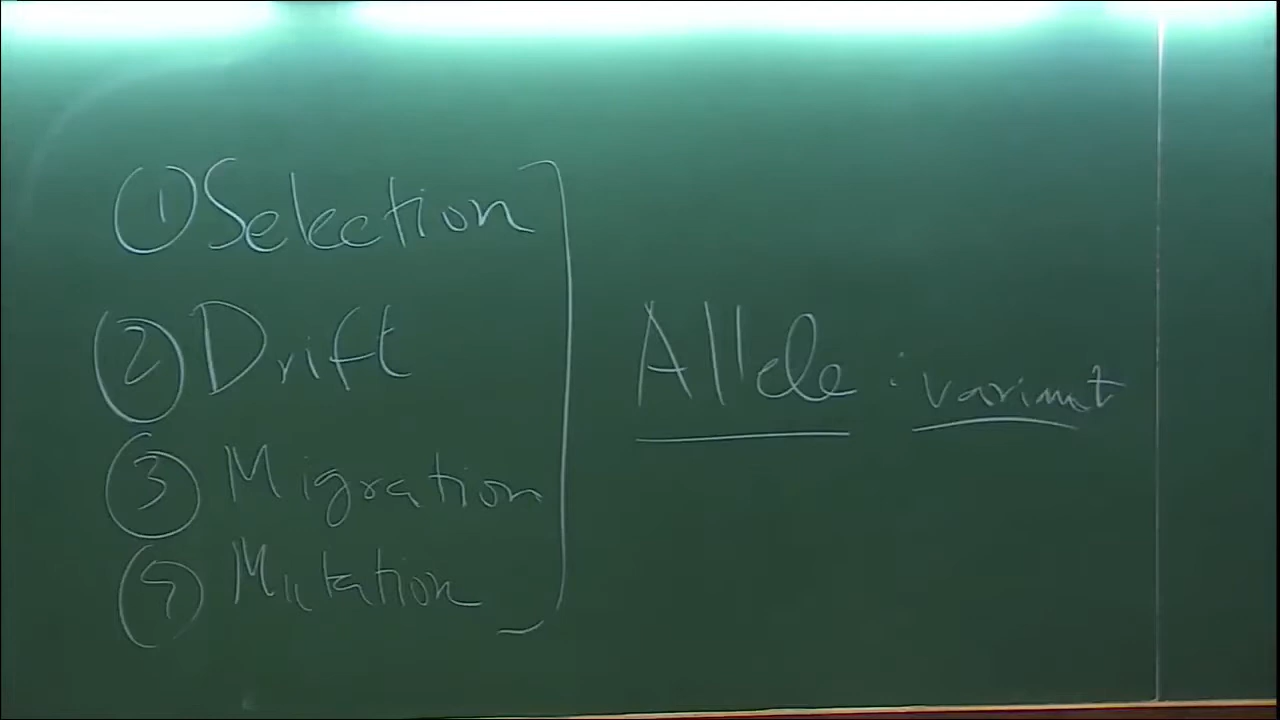 ① Selection
② Drift
③ Migration
④ Mutation
Allele : variant